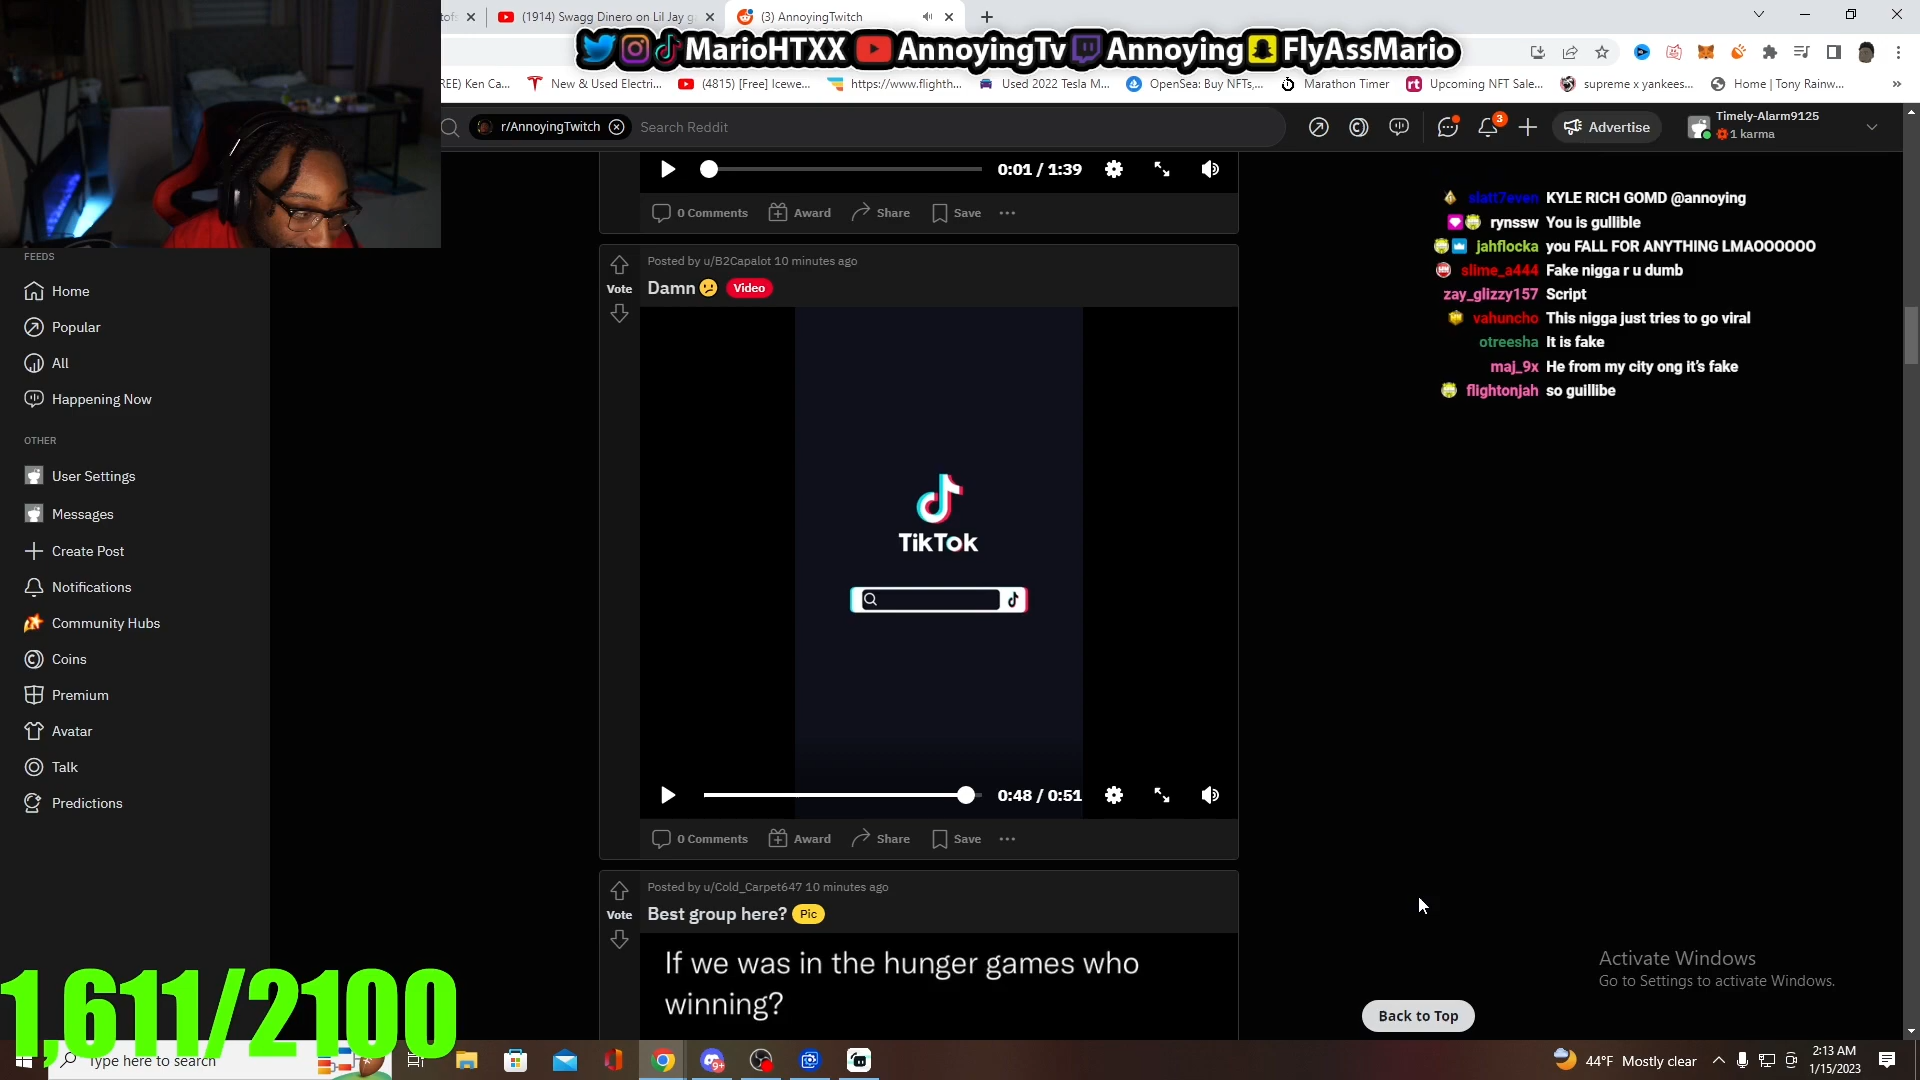 (1914) Swagg Dinero on Lil Jay g
(3) AnnoyingTwitch
MarioHTXX AnnoyingTv Annoying FlyAssMario
REE) Ken Ca...
New & Used Electri...
(4815) [Free] Icewe...
https://www.flighth...
Used 2022 Tesla M...
OpenSea: Buy NFTs,...
Marathon Timer
Upcoming NFT Sale...
supreme x yankees...
Home | Tony Rainw...
»
r/AnnoyingTwitch
Search Reddit
3
Advertise
Timely-Alarm9125
1 karma
0:01 / 1:39
0 Comments
Award
Share
Save
FEEDS
Home
Popular
All
Happening Now
OTHER
User Settings
Messages
Create Post
Notifications
Community Hubs
Coins
Premium
Avatar
Talk
Predictions
Posted by u/B2Capalot 10 minutes ago
Vote
Damn😕 Video
TikTok
0:48 / 0:51
0 Comments
Award
Share
Save
Posted by u/Cold_Carpet647 10 minutes ago
Vote
Best group here? Pic
If we was in the hunger games who
winning?
slatt7even KYLE RICH GOMD @annoying
rynssw You is gullible
jahflocka you FALL FOR ANYTHING LMAOOOOOO
slime_a444 Fake nigga r u dumb
zay_glizzy157 Script
vahuncho This nigga just tries to go viral
otreesha It is fake
maj_9x He from my city ong it's fake
flightonjah so guillibe
Activate Windows
Go to Settings to activate Windows.
Back to Top
1,611/2100
Type here to search
9+
44°F Mostly clear
2:13 AM
1/15/2023